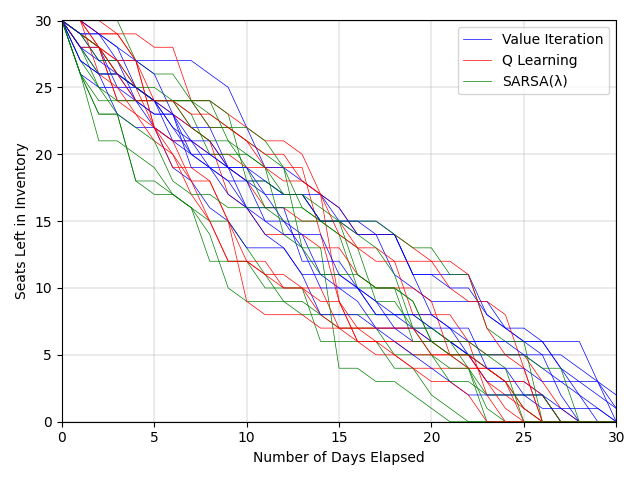 Value Iteration
Q Learning
SARSA(λ)
Seats Left in Inventory
30
25
20
15
10
5
0
0 5 10 15 20 25 30
Number of Days Elapsed